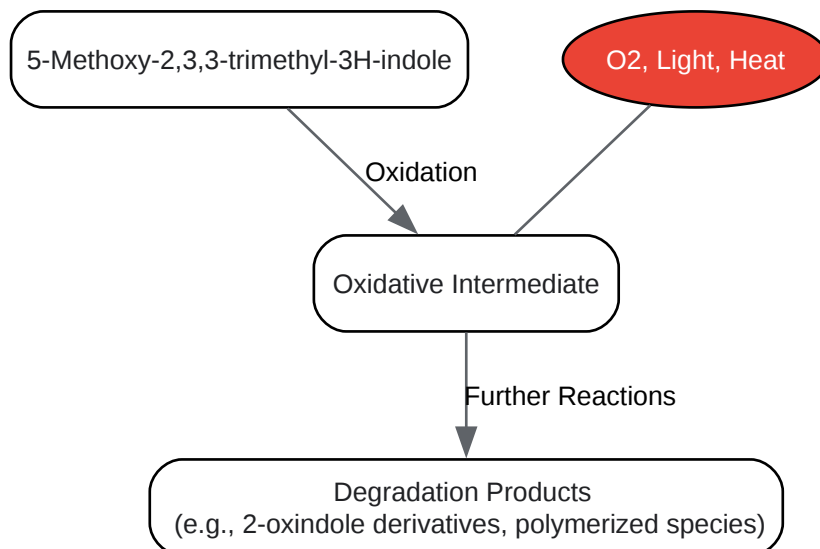 5-Methoxy-2,3,3-trimethyl-3H-indole
O2, Light, Heat
Oxidation
Oxidative Intermediate
Further Reactions
Degradation Products
(e.g., 2-oxindole derivatives, polymerized species)